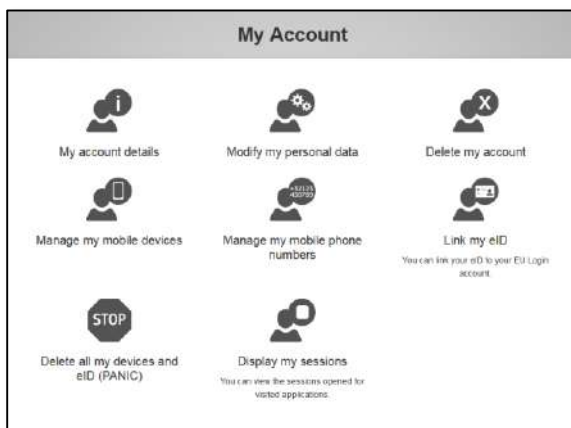 My Account
i
X
My account details
Modify my personal data
Delete my account
Manage my mobile devices
Manage my mobile phone
numbers
Link my eID
You can link your eID to your EU Login
account
STOP
Delete all my devices and
eID (PANIC)
Display my sessions
You can view the sessions opened for
visited applications.